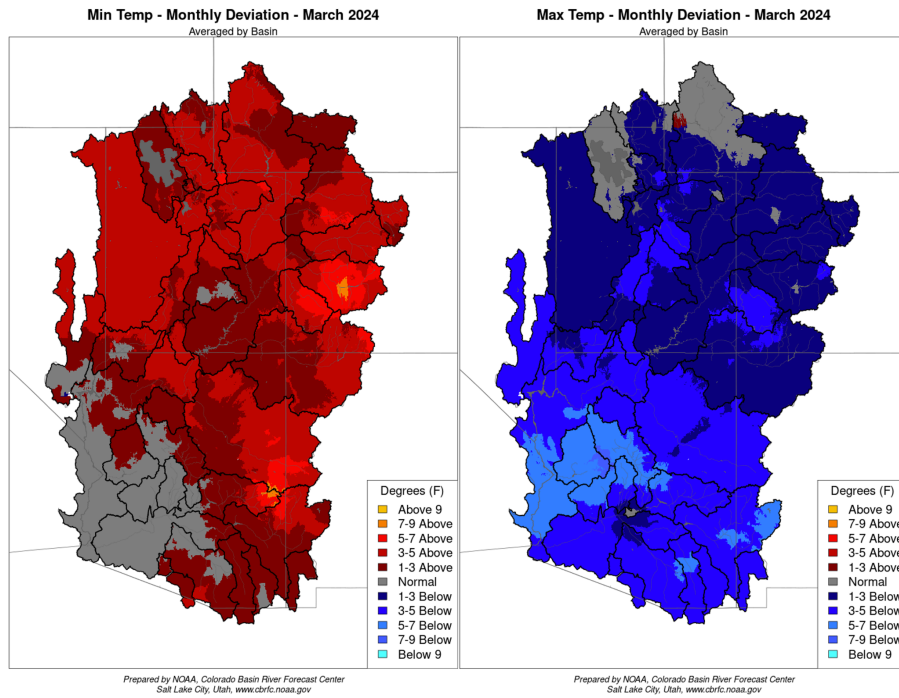 Min Temp - Monthly Deviation - March 2024
Averaged by Basin
Degrees (F)
Above 9
7-9 Above
5-7 Above
3-5 Above
1-3 Above
Normal
1-3 Below
3-5 Below
5-7 Below
7-9 Below
Below 9
Prepared by NOAA, Colorado Basin River Forecast Center
Salt Lake City, Utah, www.cbrfc.noaa.gov
Max Temp - Monthly Deviation - March 2024
Averaged by Basin
Degrees (F)
Above 9
7-9 Above
5-7 Above
3-5 Above
1-3 Above
Normal
1-3 Below
3-5 Below
5-7 Below
7-9 Below
Below 9
Prepared by NOAA, Colorado Basin River Forecast Center
Salt Lake City, Utah, www.cbrfc.noaa.gov